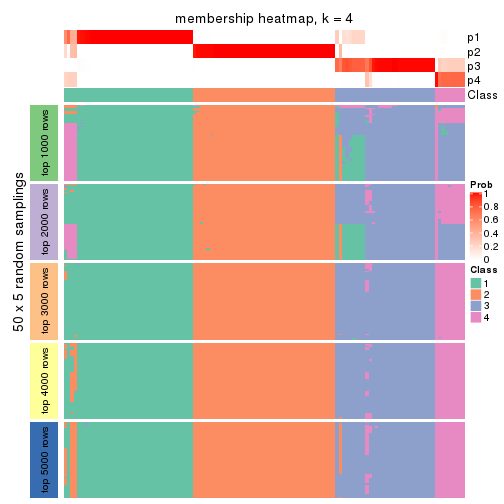 membership heatmap, k = 4
p1
p2
p3
p4
Class
50 x 5 random samplings
top 1000 rows
top 2000 rows
top 3000 rows
top 4000 rows
top 5000 rows
Prob
1
0.8
0.6
0.4
0.2
0
Class
1
2
3
4